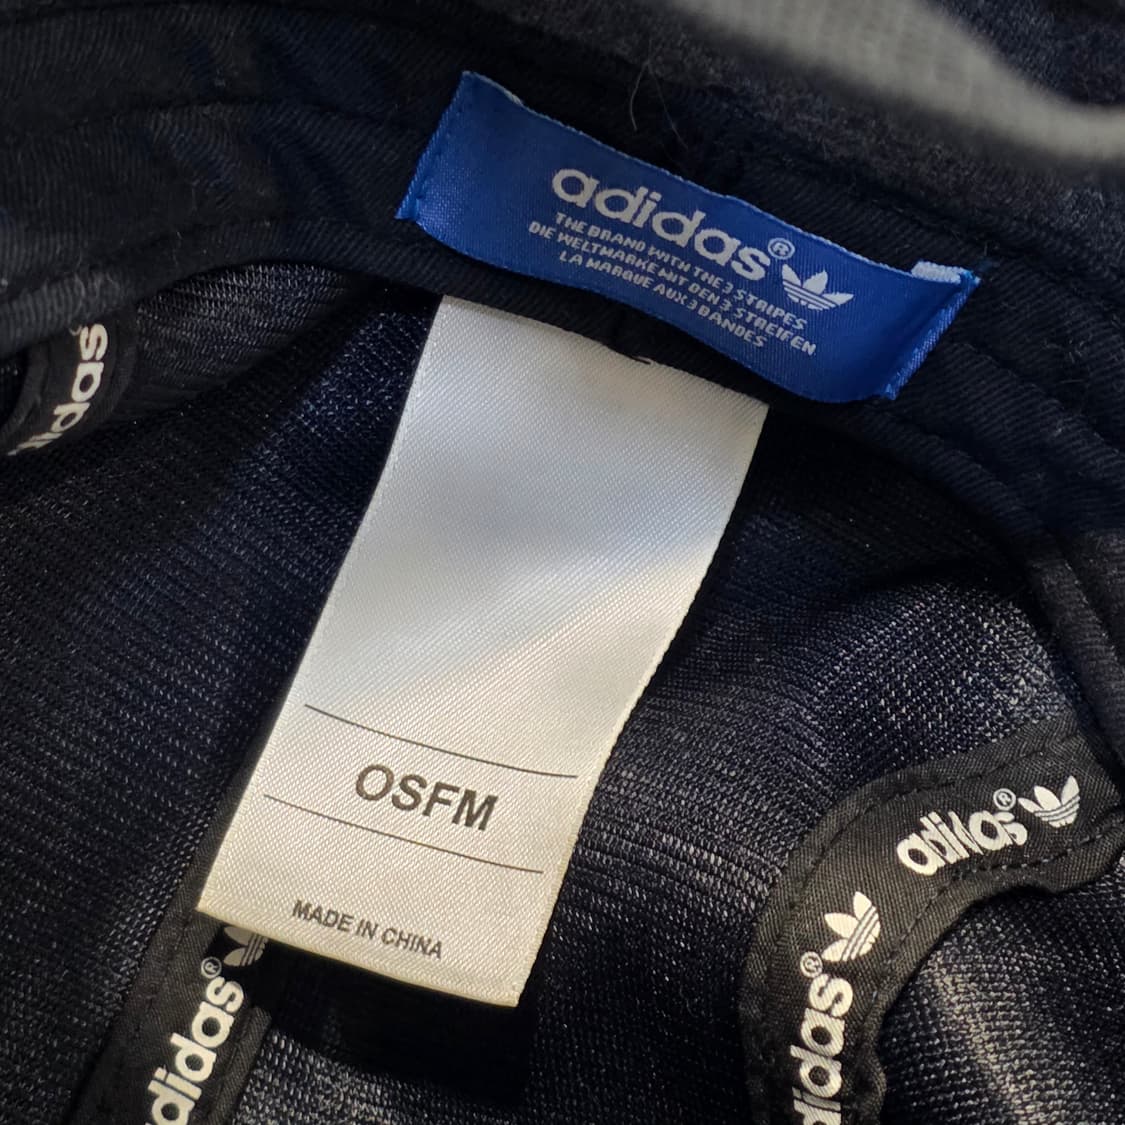 adidas®
THE BRAND WITH THE 3 STRIPES
DIE WELTMARKE MIT DEN 3 STREIFEN
LA MARQUE AUX 3 BANDES
adidas
OSFM
MADE IN CHINA
adidas®
adidas®
adidas®